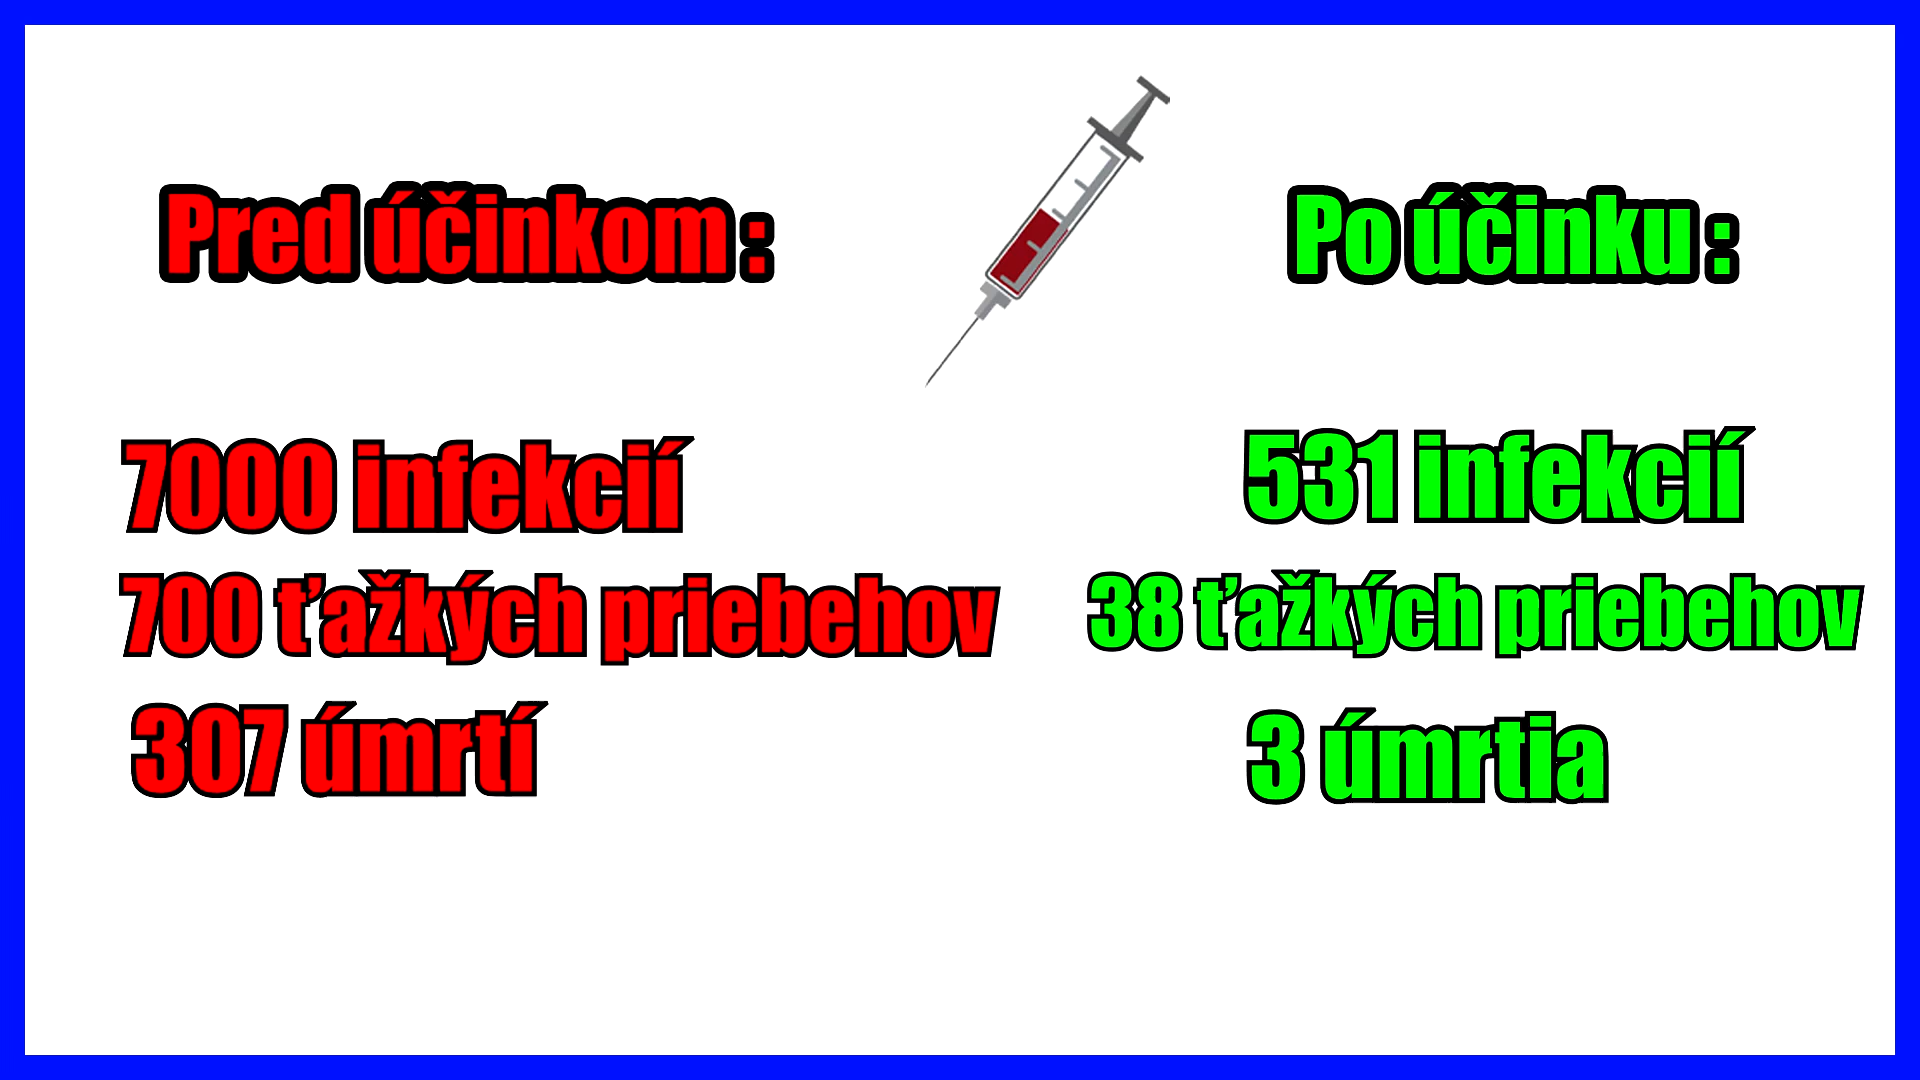 Pred účinkom :
7000 infekcií
700 ťažkých priebehov
307 úmrtí
Po účinku :
531 infekcií
38 ťažkých priebehov
3 úmrtia